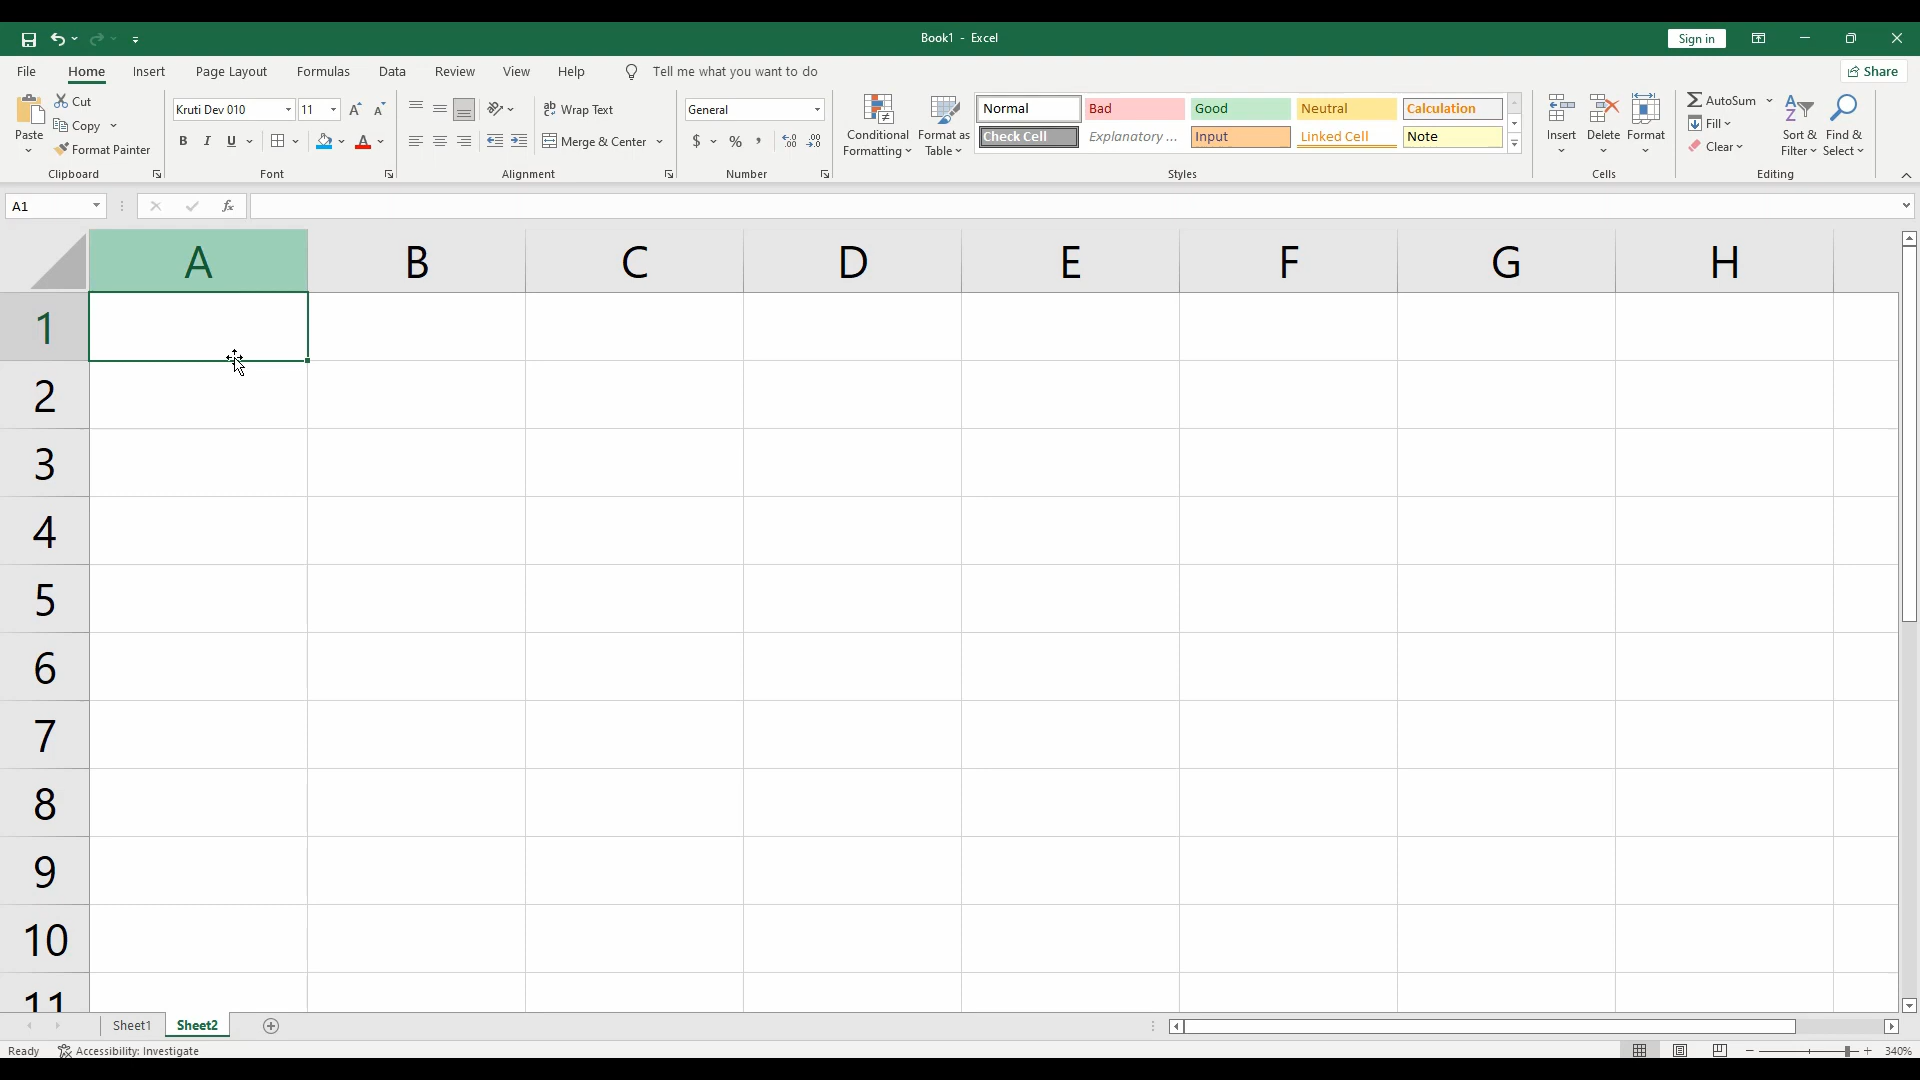 Book1 - Excel
Sign in
File Home Insert Page Layout Formulas Data Review View Help Tell me what you want to do Share
Paste
Cut
Copy
Format Painter
Clipboard
Kruti Dev 010 11
B I U
Font
Wrap Text
Merge & Center
Alignment
General
$ % ,
Number
Conditional Formatting
Format as Table
Normal Bad Good Neutral Calculation
Check Cell Explanatory ... Input Linked Cell Note
Styles
Insert Delete Format
Cells
AutoSum
Fill
Clear
Sort & Filter
Find & Select
Editing
A1 fx
A B C D E F G H
1
2
3
4
5
6
7
8
9
10
11
Sheet1 Sheet2
Ready Accessibility: Investigate 340%